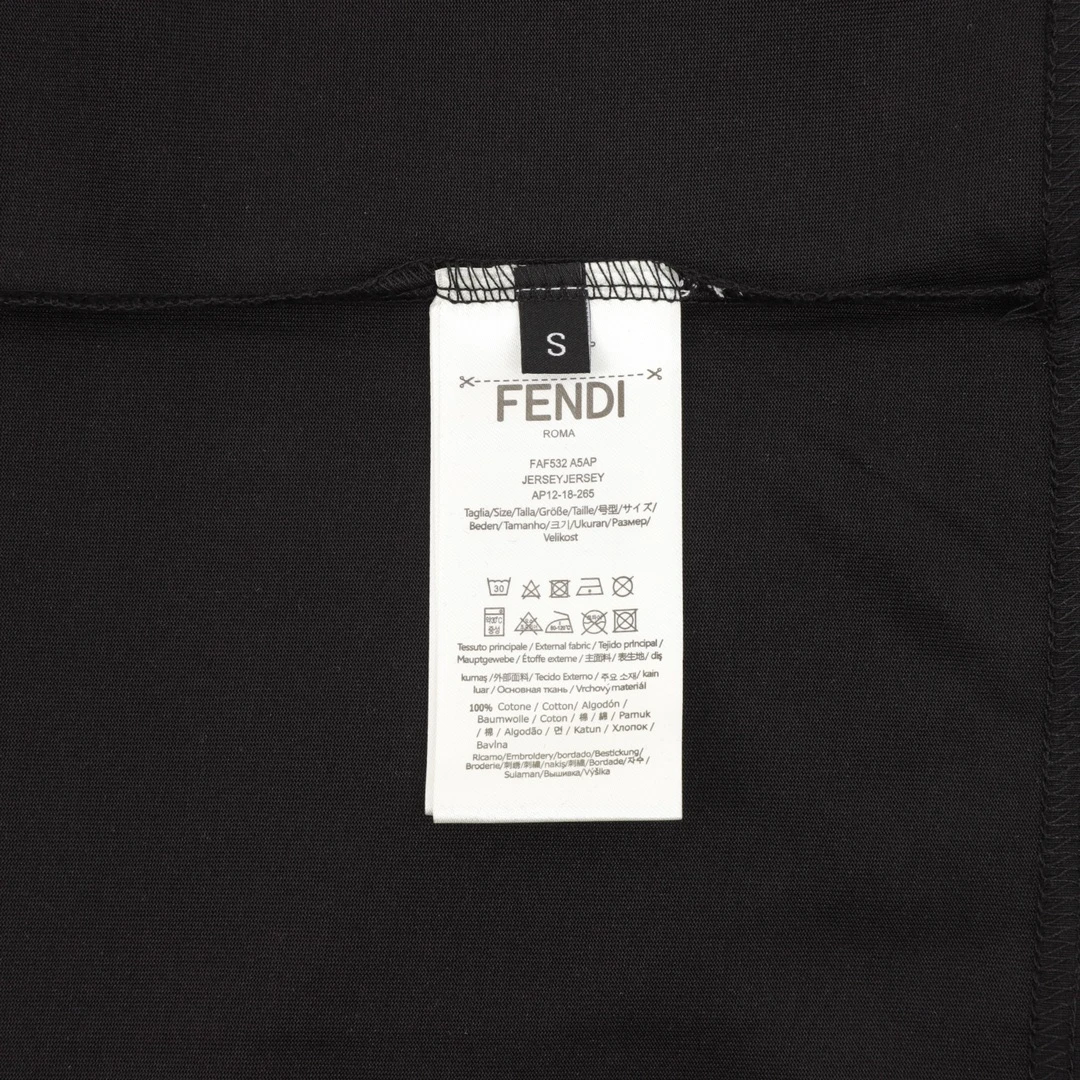 S
FENDI
ROMA
FAF532 A5AP
JERSEYJERSEY
AP12-18-265
Taglia/Size/Talla/Größe/Taille/号型/サイズ/
Beden/Tamanho/크기/Ukuran/Размер/
Velikost
30
80-120°C
Tessuto principale / External fabric / Tejido principal /
Mauptgewebe / Étoffe externe / 主面料 / 表生地/ dış
kumaş /外部面料/ Tecido Externo / 주요 소재/ kain
luar / Основная ткань / Vrchový materiál
100% Cotone / Cotton/ Algodón /
Baumwolle / Coton / 棉 / 綿 / Pamuk
/ 棉 / Algodão / 면 / Katun / Хлопок /
Bavlna
Ricamo/Embroidery/bordado/Bestickung/
Broderie/刺繡/刺繍/nakış/刺繡/Bordade/자수/
Sulaman/Вышивка/Výšika